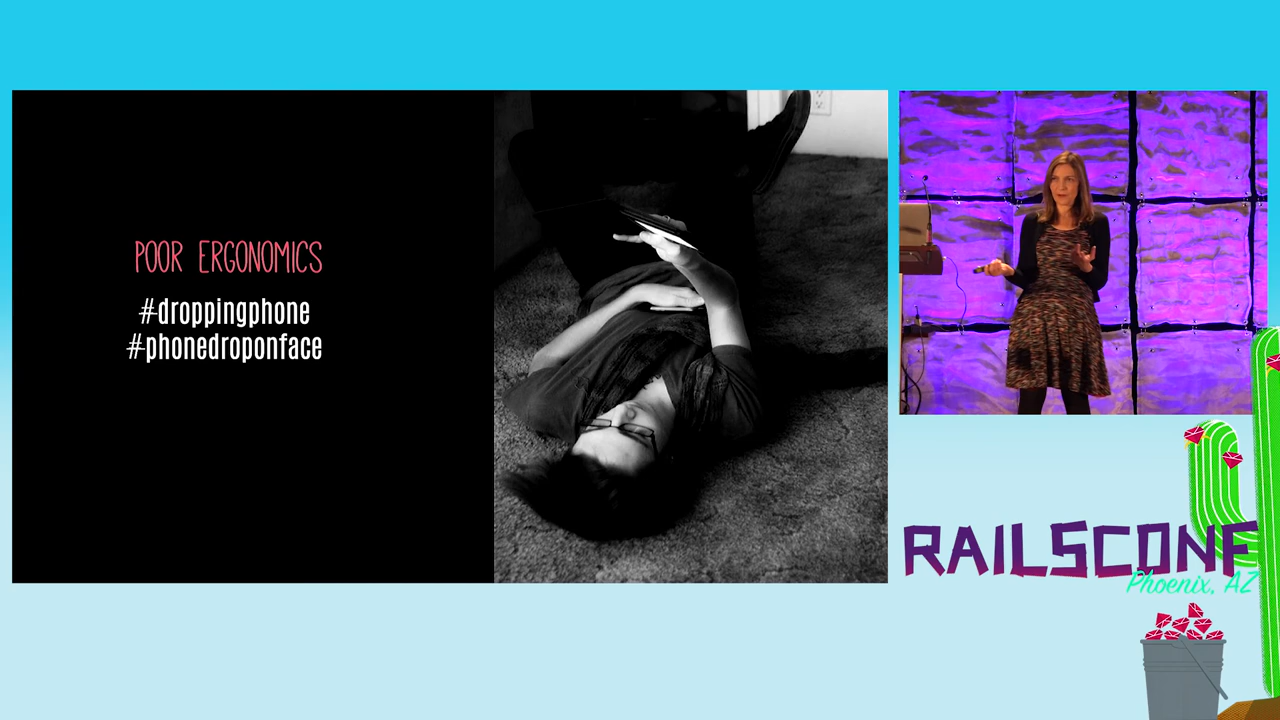 POOR ERGONOMICS
#droppingphone
#phonedroponface
RAILSCONF
Phoenix, AZ